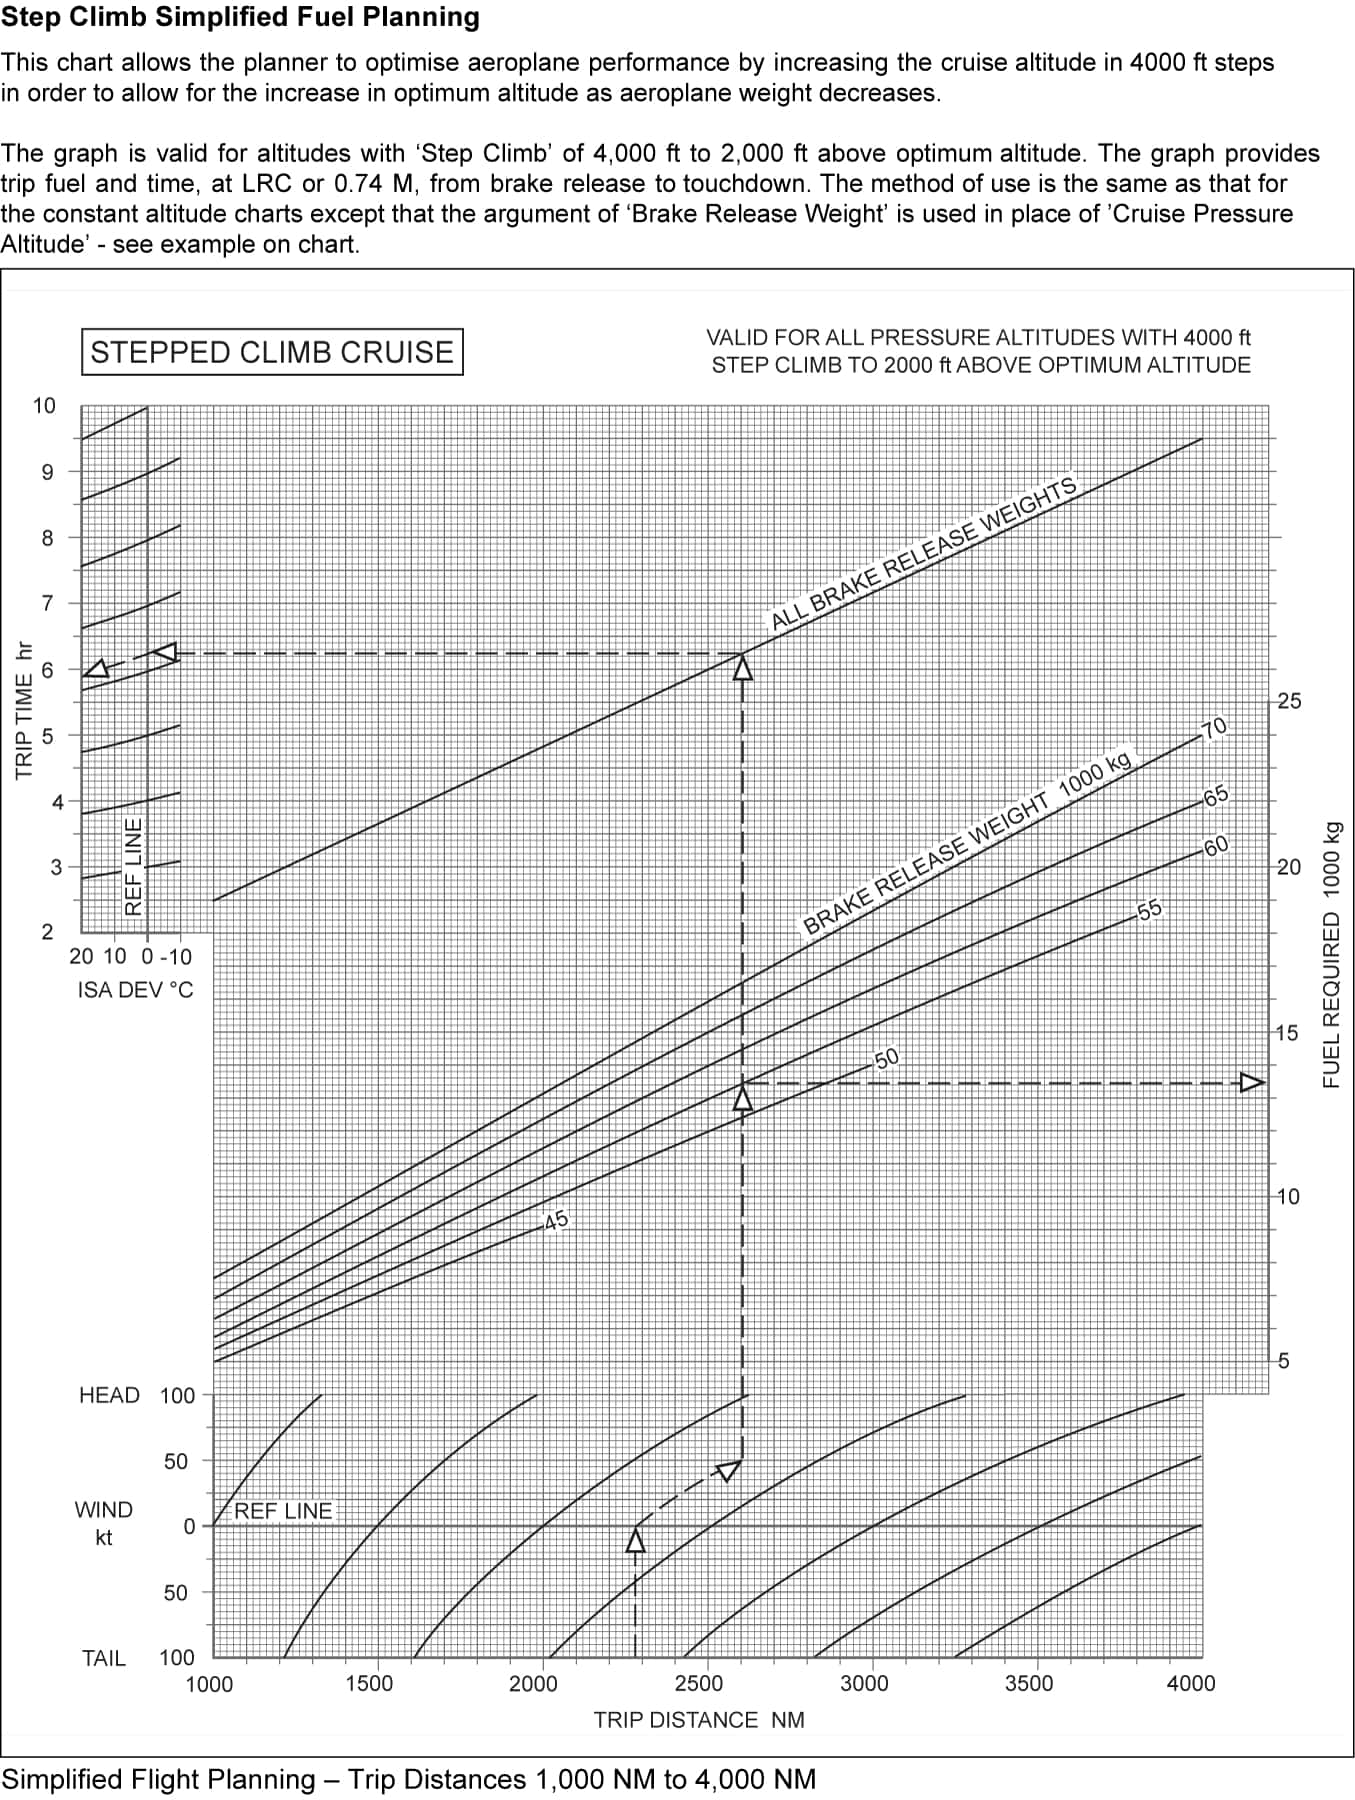 Step Climb Simplified Fuel Planning
This chart allows the planner to optimise aeroplane performance by increasing the cruise altitude in 4000 ft steps
in order to allow for the increase in optimum altitude as aeroplane weight decreases.
The graph is valid for altitudes with ‘Step Climb’ of 4,000 ft to 2,000 ft above optimum altitude. The graph provides
trip fuel and time, at LRC or 0.74 M, from brake release to touchdown. The method of use is the same as that for
the constant altitude charts except that the argument of ‘Brake Release Weight’ is used in place of ’Cruise Pressure
Altitude’ - see example on chart.
STEPPED CLIMB CRUISE
VALID FOR ALL PRESSURE ALTITUDES WITH 4000 ft
STEP CLIMB TO 2000 ft ABOVE OPTIMUM ALTITUDE
10
9
8
7
6
5
4
3
2
TRIP TIME hr
REF LINE
20 10 0 -10
ISA DEV °C
ALL BRAKE RELEASE WEIGHTS
BRAKE RELEASE WEIGHT 1000 kg
70
65
60
55
50
45
25
20
15
10
5
FUEL REQUIRED 1000 kg
HEAD 100
50
WIND
kt
0
REF LINE
50
TAIL 100
1000 1500 2000 2500 3000 3500 4000
TRIP DISTANCE NM
Simplified Flight Planning – Trip Distances 1,000 NM to 4,000 NM